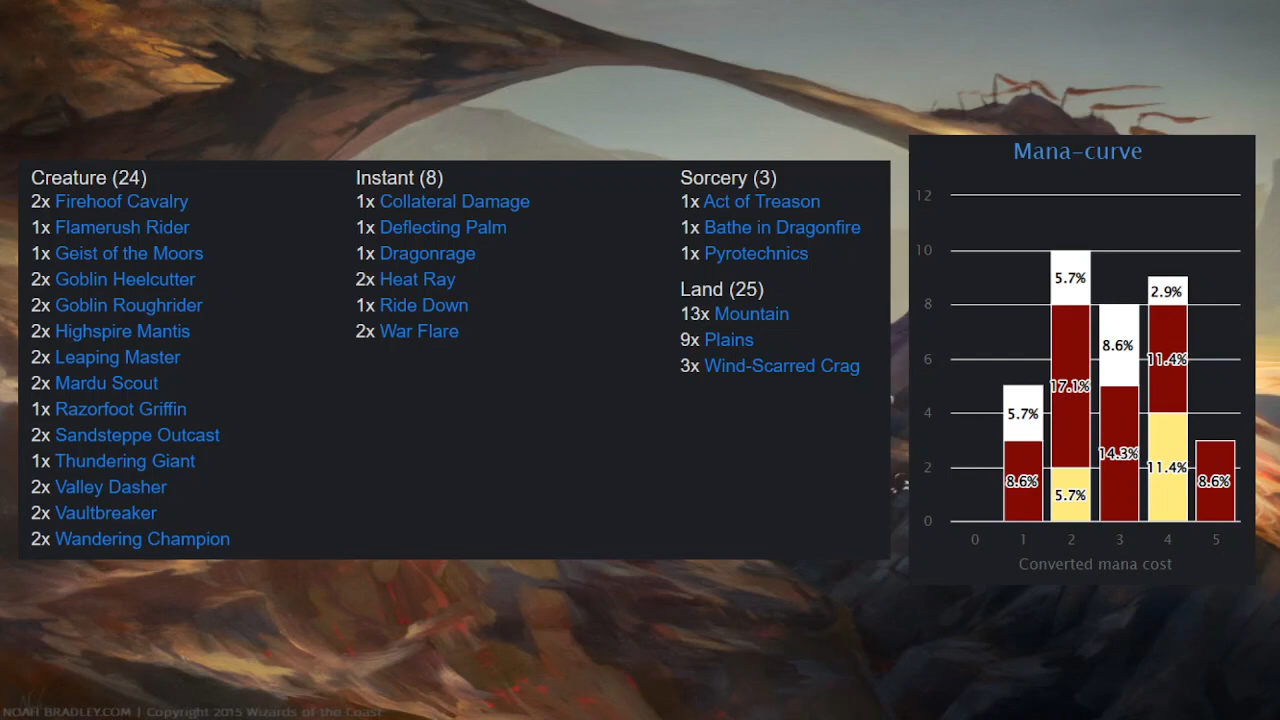 Creature (24)
2x Firehoof Cavalry
1x Flamerush Rider
1x Geist of the Moors
2x Goblin Heelcutter
2x Goblin Roughrider
2x Highspire Mantis
2x Leaping Master
2x Mardu Scout
1x Razorfoot Griffin
2x Sandsteppe Outcast
1x Thundering Giant
2x Valley Dasher
2x Vaultbreaker
2x Wandering Champion
Instant (8)
1x Collateral Damage
1x Deflecting Palm
1x Dragonrage
2x Heat Ray
1x Ride Down
2x War Flare
Sorcery (3)
1x Act of Treason
1x Bathe in Dragonfire
1x Pyrotechnics
Land (25)
13x Mountain
9x Plains
3x Wind-Scarred Crag
Mana-curve
12
10
8
6
4
2
0
5.7%
8.6%
5.7%
17.1%
5.7%
8.6%
14.3%
2.9%
11.4%
11.4%
8.6%
0 1 2 3 4 5
Converted mana cost
NOAH BRADLEY.COM | Copyright 2015 Wizards of the Coast